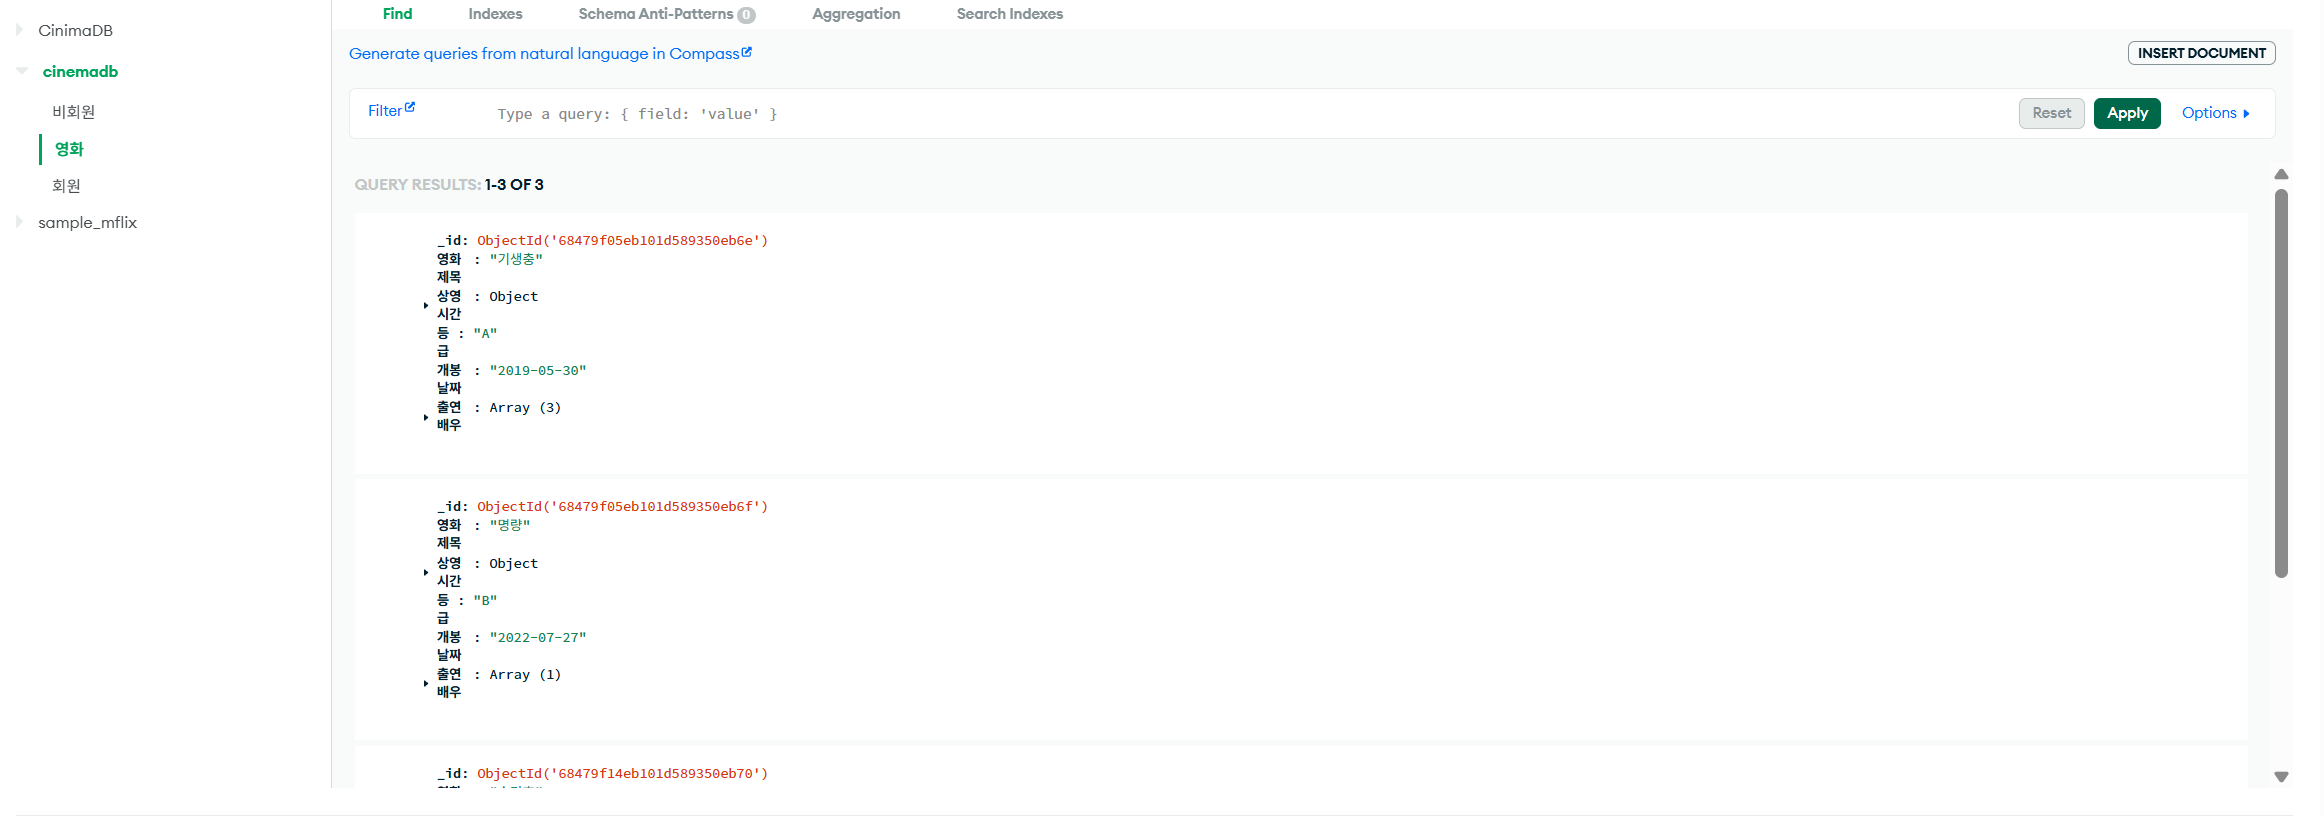 CinimaDB
cinemadb
비회원
영화
회원
sample_mflix
Find Indexes Schema Anti-Patterns 0 Aggregation Search Indexes
Generate queries from natural language in Compass
INSERT DOCUMENT
Filter Type a query: { field: 'value' } Reset Apply Options
QUERY RESULTS: 1-3 OF 3
_id: ObjectId('68479f05eb101d589350eb6e')
영화 : "기생충"
제목
상영 : Object
시간
등 : "A"
급
개봉 : "2019-05-30"
날짜
출연 : Array (3)
배우
_id: ObjectId('68479f05eb101d589350eb6f')
영화 : "명량"
제목
상영 : Object
시간
등 : "B"
급
개봉 : "2022-07-27"
날짜
출연 : Array (1)
배우
_id: ObjectId('68479f14eb101d589350eb70')